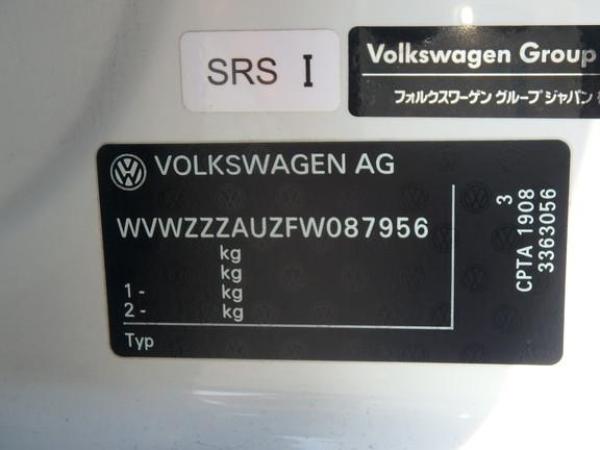 SRS I
Volkswagen Group
フォルクスワーゲン グループ ジャパン
VOLKSWAGEN AG
WVWZZZAUZFW087956
kg
kg
1 - kg
2 - kg
Typ
3
CPTA 1908
3363056